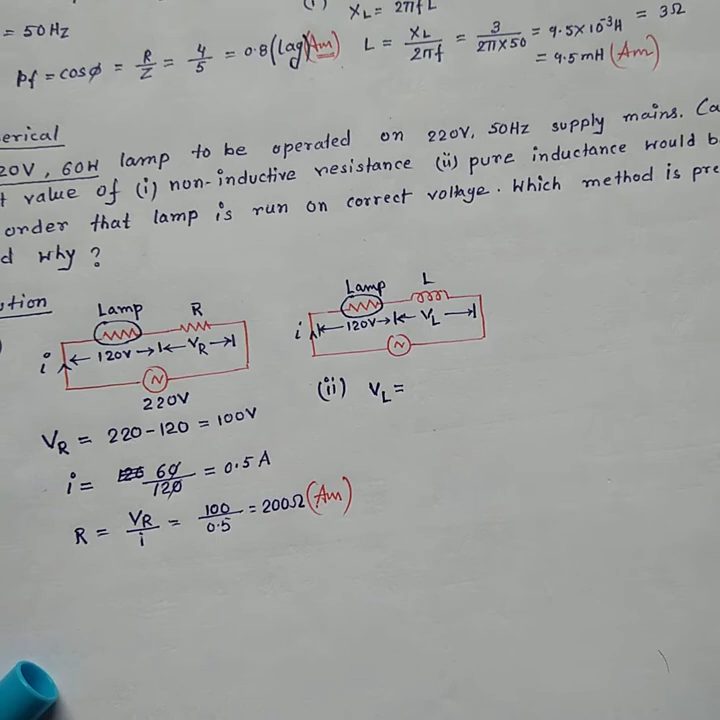 (i) XL = 2πfL = 3Ω
= 50Hz
Pf = cosϕ = R/Z = 4/5 = 0.8 (lag) (Am)
L = XL/2πf = 3/2π×50 = 9.5×10⁻³H
= 9.5mH (Am)
erical
20V, 60W lamp to be operated on 220V, 50Hz supply mains. Ca
t value of (i) non-inductive resistance (ii) pure inductance would b
order that lamp is run on correct voltage. Which method is pre
d why?
ution
Lamp R
i 120V VR
220V
Lamp L
i 120V VL
VR = 220-120 = 100V
i = 60/120 = 0.5 A
R = VR/i = 100/0.5 = 200Ω (Am)
(ii) VL =